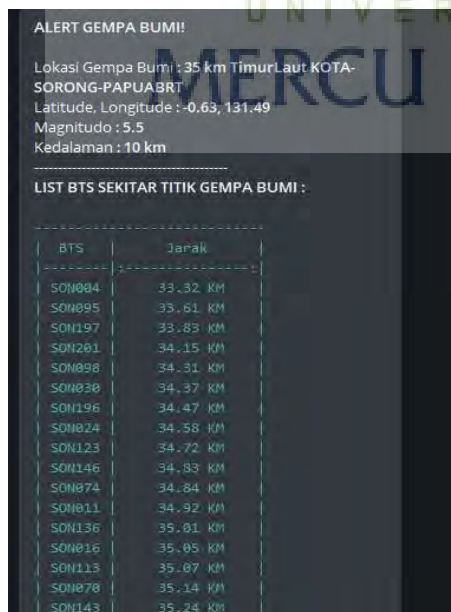 UNIVER
MERCU
ALERT GEMPA BUMI!
Lokasi Gempa Bumi : 35 km TimurLaut KOTA-
SORONG-PAPUABRT
Latitude, Longitude : -0.63, 131.49
Magnitudo : 5.5
Kedalaman : 10 km
----------------------------------------
LIST BTS SEKITAR TITIK GEMPA BUMI :
-----------------------------
| BTS | Jarak |
|--------|:----------------:|
| SON004 | 33.32 KM |
| SON095 | 33.61 KM |
| SON197 | 33.83 KM |
| SON201 | 34.15 KM |
| SON098 | 34.31 KM |
| SON030 | 34.37 KM |
| SON196 | 34.47 KM |
| SON024 | 34.58 KM |
| SON123 | 34.72 KM |
| SON146 | 34.83 KM |
| SON074 | 34.84 KM |
| SON011 | 34.92 KM |
| SON136 | 35.01 KM |
| SON016 | 35.05 KM |
| SON113 | 35.07 KM |
| SON070 | 35.14 KM |
| SON143 | 35.24 KM |